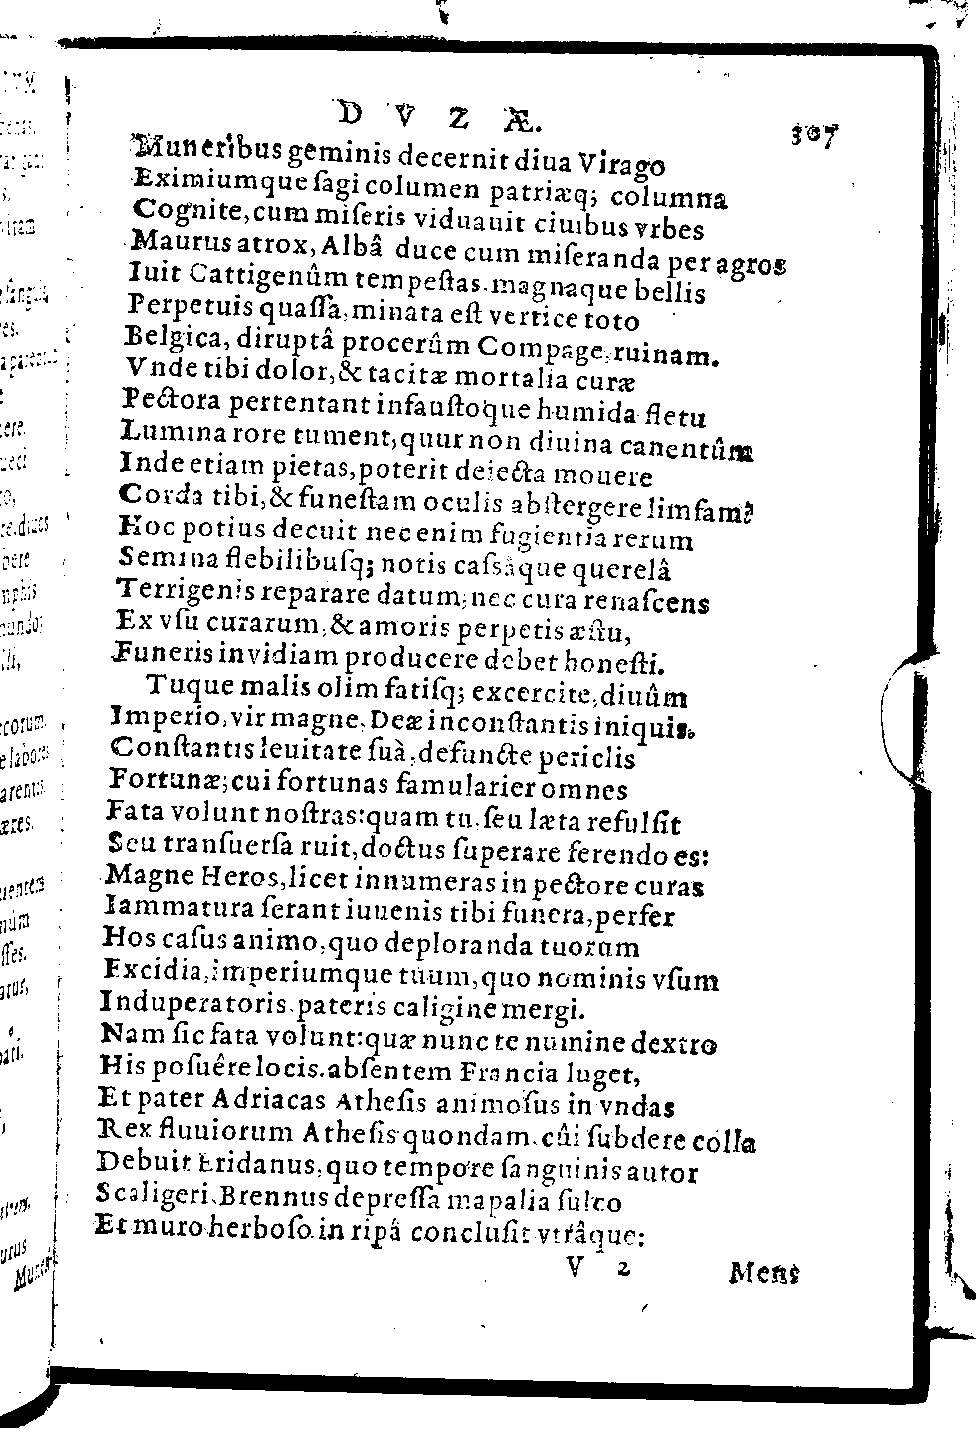 DVZÆ.
307
Muneribus geminis decernit diua Virago
Eximiumque ſagi columen patriæq; columna
Cognite, cum miſeris viduauit ciuibus vrbes
Maurus atrox, Albâ duce cum miſeranda per agros
Iuit Cattigenûm tempeſtas. magnaque bellis
Perpetuis quaſſa, minata eſt vertice toto
Belgica, diruptâ procerûm Compage, ruinam.
Vnde tibi dolor, & tacitæ mortalia curæ
Pectora pertentant infauſtoque humida fletu
Lumina rore tument, quur non diuina canentûm
Inde etiam pietas, poterit deiecta mouere
Corda tibi, & funeſtam oculis abſtergere limfam?
Hoc potius decuit nec enim fugientia rerum
Semina flebilibuſq; notis caſsâque querelâ
Terrigenis reparare datum; nec cura renaſcens
Ex vſu curarum, & amoris perpetis æſtu,
Funeris invidiam producere debet honeſti.
Tuque malis olim fatiſq; excercite, diuûm
Imperio, vir magne, Deæ inconſtantis iniquis,
Conſtantis leuitate ſuà, defuncte periclis
Fortunæ; cui fortunas famularier omnes
Fata volunt noſtras: quam tu, ſeu læta refulſit
Seu tranſuerſa ruit, doctus ſuperare ferendo es:
Magne Heros, licet innumeras in pectore curas
Iammatura ferant iuuenis tibi funera, perfer
Hos caſus animo, quo deploranda tuorum
Excidia, imperiumque tuum, quo nominis vſum
Induperatoris. pateris caligine mergi.
Nam ſic fata volunt: quæ nunc te numine dextro
His poſuêre locis. abſentem Francia luget,
Et pater Adriacas Atheſis animoſus in vndas
Rex fluuiorum Atheſis quondam. cûi ſubdere colla
Debuit Eridanus, quo tempore ſanguinis autor
Scaligeri, Brennus depreſſa mapalia ſulco
Et muro herboſo in ripâ concluſit vtrâque:
V 2
Mens